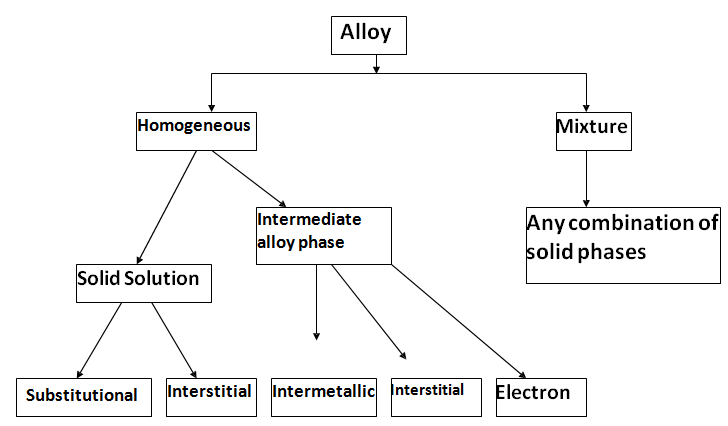 Alloy
Homogeneous
Mixture
Intermediate
alloy phase
Any combination of
solid phases
Solid Solution
Substitutional
Interstitial
Intermetallic
Interstitial
Electron